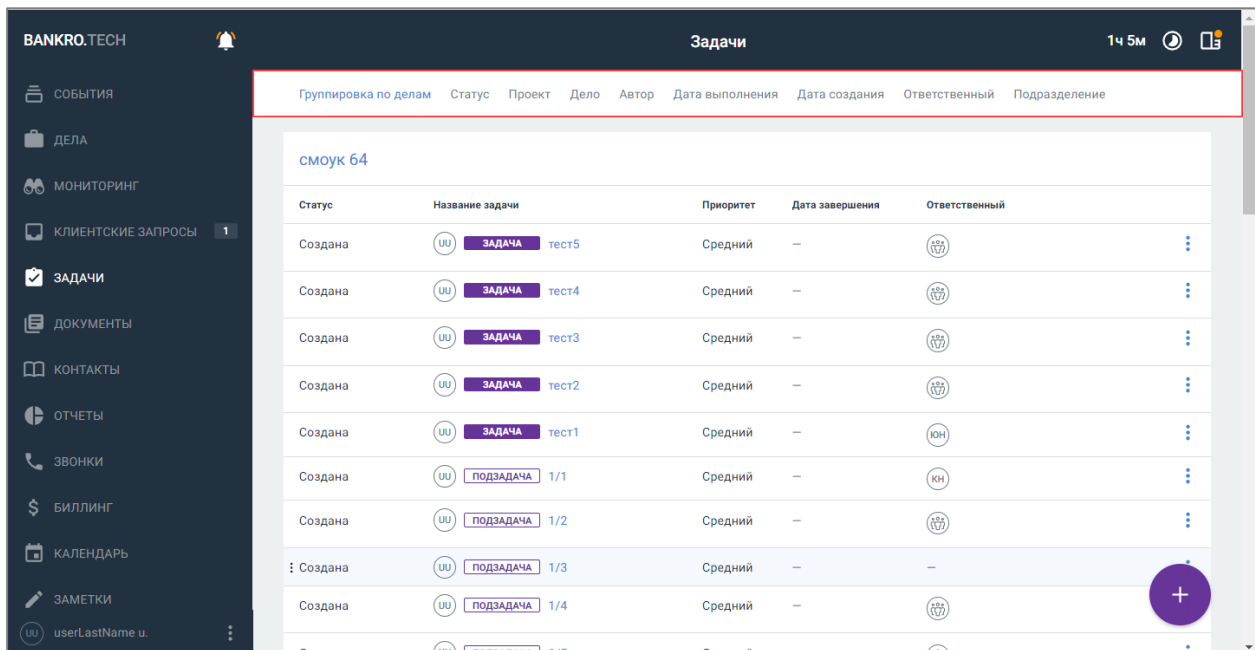 BANKRO.TECH
Задачи
1ч 5м
СОБЫТИЯ
ДЕЛА
МОНИТОРИНГ
КЛИЕНТСКИЕ ЗАПРОСЫ 1
ЗАДАЧИ
ДОКУМЕНТЫ
КОНТАКТЫ
ОТЧЕТЫ
ЗВОНКИ
БИЛЛИНГ
КАЛЕНДАРЬ
ЗАМЕТКИ
UU userLastName u.
Группировка по делам Статус Проект Дело Автор Дата выполнения Дата создания Ответственный Подразделение
смоук 64
Статус Название задачи Приоритет Дата завершения Ответственный
Создана UU ЗАДАЧА тест5 Средний –
Создана UU ЗАДАЧА тест4 Средний –
Создана UU ЗАДАЧА тест3 Средний –
Создана UU ЗАДАЧА тест2 Средний –
Создана UU ЗАДАЧА тест1 Средний – ЮН
Создана UU ПОДЗАДАЧА 1/1 Средний – КН
Создана UU ПОДЗАДАЧА 1/2 Средний –
Создана UU ПОДЗАДАЧА 1/3 Средний – –
Создана UU ПОДЗАДАЧА 1/4 Средний –